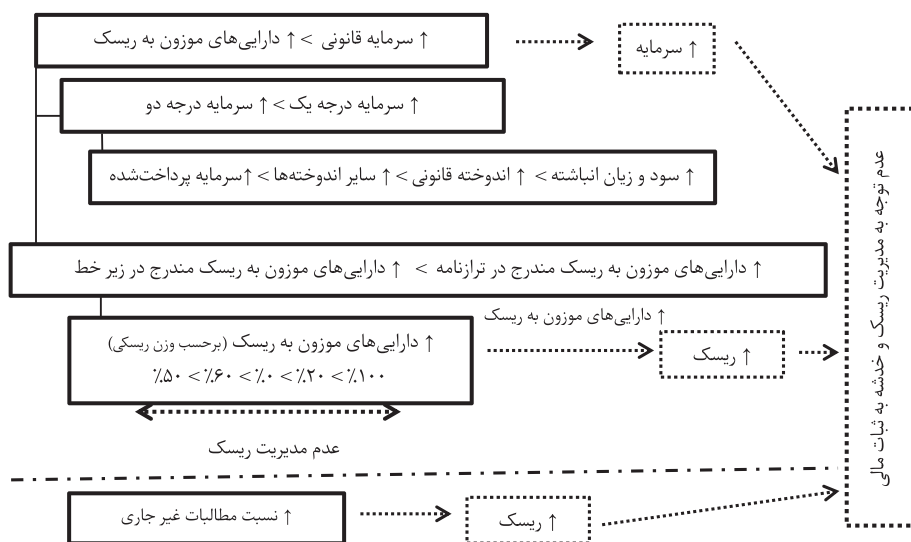 ↑ سرمایه قانونی > ↑ دارایی‌های موزون به ریسک
↑ سرمایه
↑ سرمایه درجه یک > ↑ سرمایه درجه دو
↑ سود و زیان انباشته > ↑ اندوخته قانونی > ↑ سایر اندوخته‌ها > ↑سرمایه پرداخت‌شده
↑ دارایی‌های موزون به ریسک مندرج در ترازنامه > ↑ دارایی‌های موزون به ریسک مندرج در زیر خط
↑ دارایی‌های موزون به ریسک
↑ دارایی‌های موزون به ریسک (برحسب وزن ریسکی)
٪۱۰۰ > ٪۲۰ > ٪۰ > ٪۶۰ > ٪۵۰
↑ ریسک
عدم مدیریت ریسک
↑ نسبت مطالبات غیر جاری
↑ ریسک
عدم توجه به مدیریت ریسک و خدشه به ثبات مالی